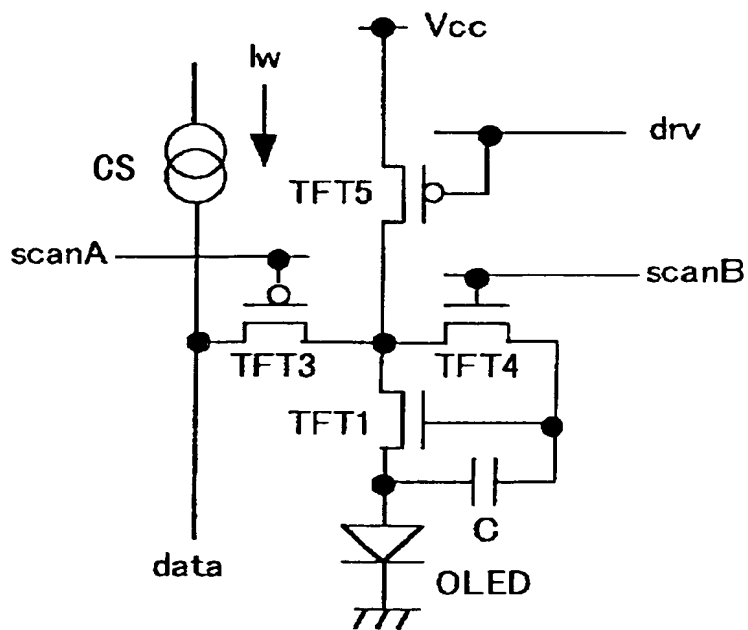 Vcc
Iw
drv
CS
TFT5
scanA
scanB
TFT3
TFT4
TFT1
C
data
OLED